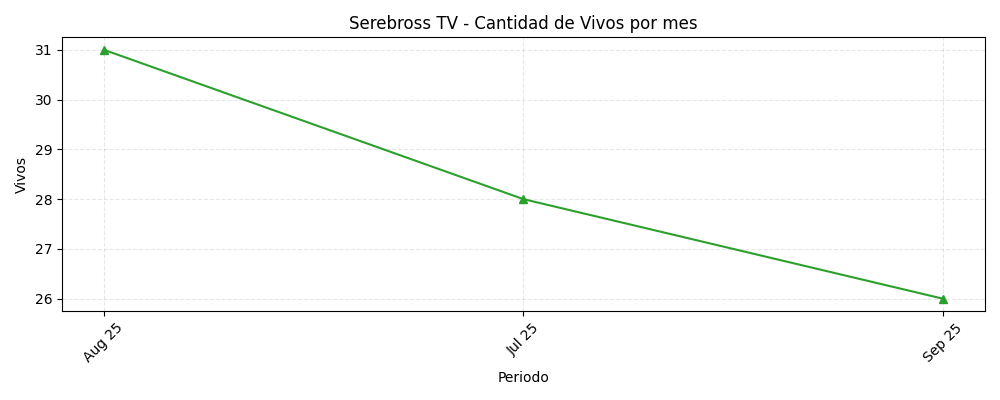 Serebross TV - Cantidad de Vivos por mes
31
30
29
28
27
26
Vivos
Aug 25
Jul 25
Sep 25
Periodo